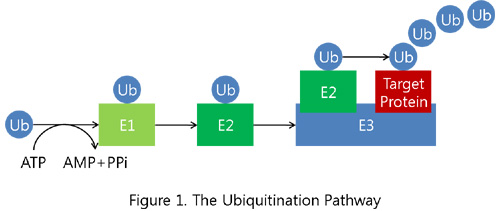 Ub Ub Ub
Ub Ub
Ub Ub E2 Target Protein
Ub E1 E2 E3
ATP AMP+PPi
Figure 1. The Ubiquitination Pathway